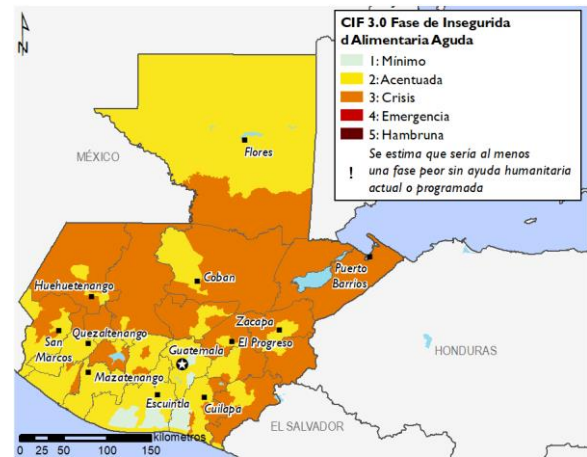 N
CIF 3.0 Fase de Insegurida
d Alimentaria Aguda
1: Mínimo
2: Acentuada
3: Crisis
4: Emergencia
5: Hambruna
! Se estima que sería al menos
una fase peor sin ayuda humanitaria
actual o programada
MÉXICO
Flores
Coban
Puerto
Barrios
Huehuetenango
Zacapa
San
Marcos
Quezaltenango
Guatemala
El Progreso
HONDURAS
Mazatenango
Escuintla
Cuilapa
EL SALVADOR
kilometros
0 25 50 100 150